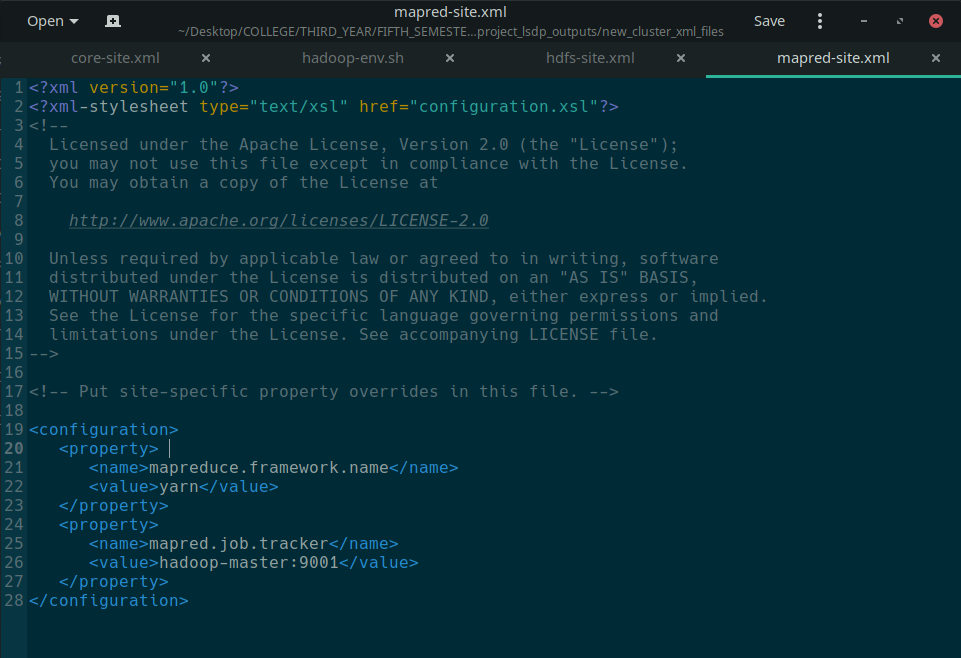 Open
mapred-site.xml
~/Desktop/COLLEGE/THIRD_YEAR/FIFTH_SEMESTE...project_lsdp_outputs/new_cluster_xml_files
Save
core-site.xml
hadoop-env.sh
hdfs-site.xml
mapred-site.xml
1 <?xml version="1.0"?>
2 <?xml-stylesheet type="text/xsl" href="configuration.xsl"?>
3 <!--
4   Licensed under the Apache License, Version 2.0 (the "License");
5   you may not use this file except in compliance with the License.
6   You may obtain a copy of the License at
7
8     http://www.apache.org/licenses/LICENSE-2.0
9
10   Unless required by applicable law or agreed to in writing, software
11   distributed under the License is distributed on an "AS IS" BASIS,
12   WITHOUT WARRANTIES OR CONDITIONS OF ANY KIND, either express or implied.
13   See the License for the specific language governing permissions and
14   limitations under the License. See accompanying LICENSE file.
15 -->
16
17 <!-- Put site-specific property overrides in this file. -->
18
19 <configuration>
20    <property>
21       <name>mapreduce.framework.name</name>
22       <value>yarn</value>
23    </property>
24    <property>
25       <name>mapred.job.tracker</name>
26       <value>hadoop-master:9001</value>
27    </property>
28 </configuration>